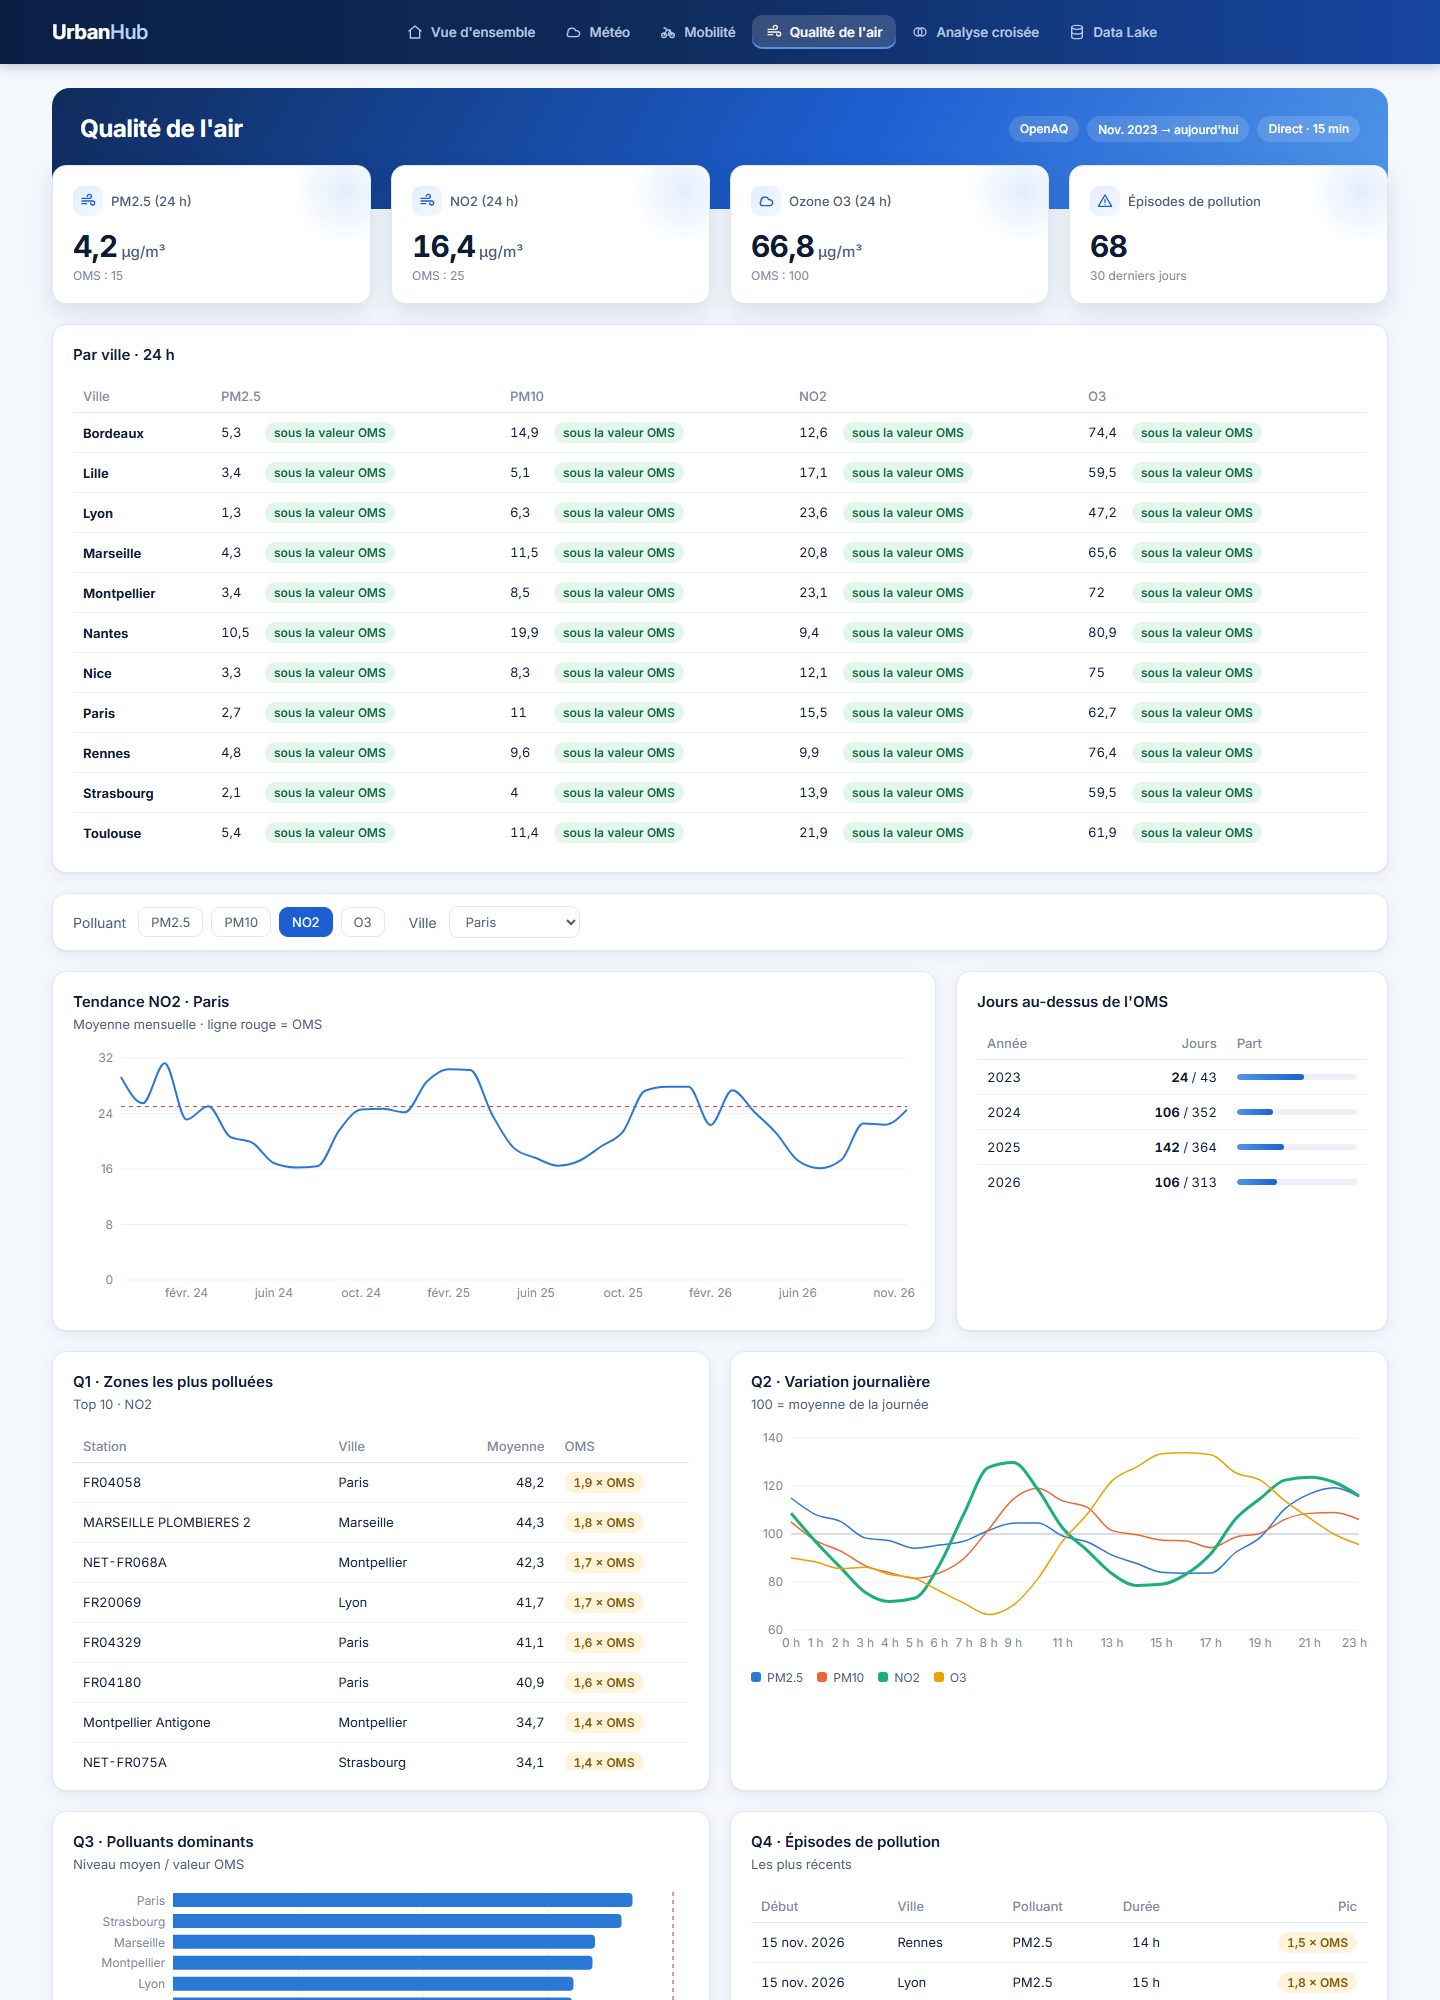 UrbanHub
Vue d'ensemble
Météo
Mobilité
Qualité de l'air
Analyse croisée
Data Lake
Qualité de l'air
OpenAQ
Nov. 2023 → aujourd'hui
Direct · 15 min
PM2.5 (24 h)
4,2 µg/m³
OMS : 15
NO2 (24 h)
16,4 µg/m³
OMS : 25
Ozone O3 (24 h)
66,8 µg/m³
OMS : 100
Épisodes de pollution
68
30 derniers jours
Par ville · 24 h
Ville PM2.5 PM10 NO2 O3
Bordeaux 5,3 sous la valeur OMS 14,9 sous la valeur OMS 12,6 sous la valeur OMS 74,4 sous la valeur OMS
Lille 3,4 sous la valeur OMS 5,1 sous la valeur OMS 17,1 sous la valeur OMS 59,5 sous la valeur OMS
Lyon 1,3 sous la valeur OMS 6,3 sous la valeur OMS 23,6 sous la valeur OMS 47,2 sous la valeur OMS
Marseille 4,3 sous la valeur OMS 11,5 sous la valeur OMS 20,8 sous la valeur OMS 65,6 sous la valeur OMS
Montpellier 3,4 sous la valeur OMS 8,5 sous la valeur OMS 23,1 sous la valeur OMS 72 sous la valeur OMS
Nantes 10,5 sous la valeur OMS 19,9 sous la valeur OMS 9,4 sous la valeur OMS 80,9 sous la valeur OMS
Nice 3,3 sous la valeur OMS 8,3 sous la valeur OMS 12,1 sous la valeur OMS 75 sous la valeur OMS
Paris 2,7 sous la valeur OMS 11 sous la valeur OMS 15,5 sous la valeur OMS 62,7 sous la valeur OMS
Rennes 4,8 sous la valeur OMS 9,6 sous la valeur OMS 9,9 sous la valeur OMS 76,4 sous la valeur OMS
Strasbourg 2,1 sous la valeur OMS 4 sous la valeur OMS 13,9 sous la valeur OMS 59,5 sous la valeur OMS
Toulouse 5,4 sous la valeur OMS 11,4 sous la valeur OMS 21,9 sous la valeur OMS 61,9 sous la valeur OMS
Polluant PM2.5 PM10 NO2 O3 Ville Paris
Tendance NO2 · Paris
Moyenne mensuelle · ligne rouge = OMS
32
24
16
8
0
févr. 24 juin 24 oct. 24 févr. 25 juin 25 oct. 25 févr. 26 juin 26 nov. 26
Jours au-dessus de l'OMS
Année Jours Part
2023 24 / 43
2024 106 / 352
2025 142 / 364
2026 106 / 313
Q1 · Zones les plus polluées
Top 10 · NO2
Station Ville Moyenne OMS
FR04058 Paris 48,2 1,9 × OMS
MARSEILLE PLOMBIERES 2 Marseille 44,3 1,8 × OMS
NET-FR068A Montpellier 42,3 1,7 × OMS
FR20069 Lyon 41,7 1,7 × OMS
FR04329 Paris 41,1 1,6 × OMS
FR04180 Paris 40,9 1,6 × OMS
Montpellier Antigone Montpellier 34,7 1,4 × OMS
NET-FR075A Strasbourg 34,1 1,4 × OMS
Q2 · Variation journalière
100 = moyenne de la journée
140
120
100
80
60
0 h 1 h 2 h 3 h 4 h 5 h 6 h 7 h 8 h 9 h 11 h 13 h 15 h 17 h 19 h 21 h 23 h
PM2.5 PM10 NO2 O3
Q3 · Polluants dominants
Niveau moyen / valeur OMS
Paris
Strasbourg
Marseille
Montpellier
Lyon
Q4 · Épisodes de pollution
Les plus récents
Début Ville Polluant Durée Pic
15 nov. 2026 Rennes PM2.5 14 h 1,5 × OMS
15 nov. 2026 Lyon PM2.5 15 h 1,8 × OMS